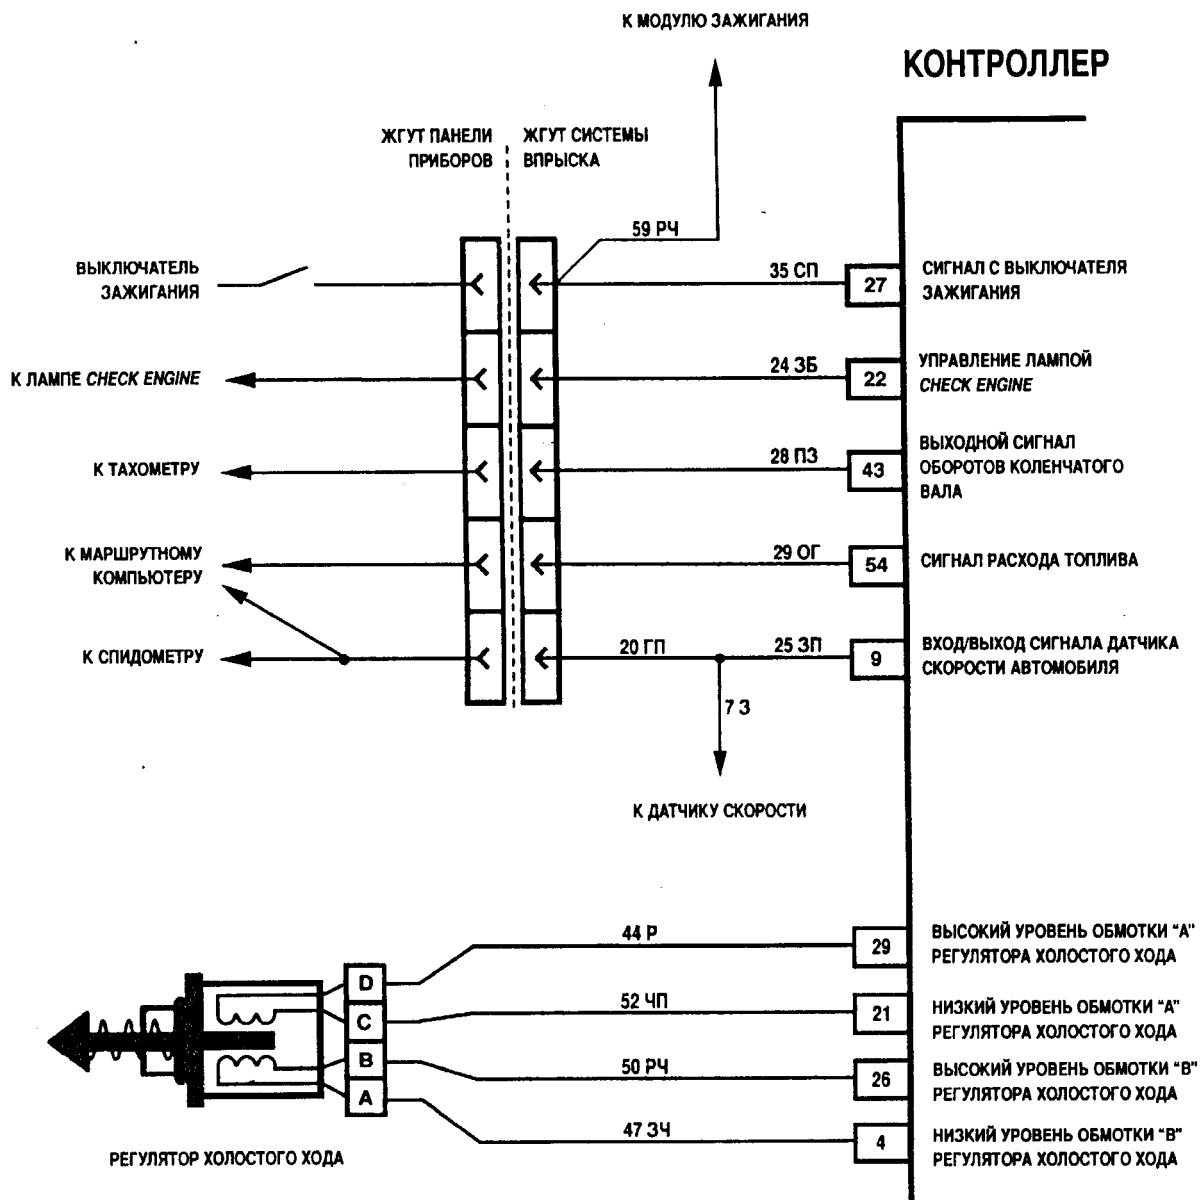 К МОДУЛЮ ЗАЖИГАНИЯ
КОНТРОЛЛЕР
ЖГУТ ПАНЕЛИ
ПРИБОРОВ
ЖГУТ СИСТЕМЫ
ВПРЫСКА
59 РЧ
ВЫКЛЮЧАТЕЛЬ
ЗАЖИГАНИЯ
35 СП
27
СИГНАЛ С ВЫКЛЮЧАТЕЛЯ
ЗАЖИГАНИЯ
К ЛАМПЕ CHECK ENGINE
24 ЗБ
22
УПРАВЛЕНИЕ ЛАМПОЙ
CHECK ENGINE
К ТАХОМЕТРУ
28 ПЗ
43
ВЫХОДНОЙ СИГНАЛ
ОБОРОТОВ КОЛЕНЧАТОГО
ВАЛА
К МАРШРУТНОМУ
КОМПЬЮТЕРУ
29 ОГ
54
СИГНАЛ РАСХОДА ТОПЛИВА
К СПИДОМЕТРУ
20 ГП
25 ЗП
9
ВХОД/ВЫХОД СИГНАЛА ДАТЧИКА
СКОРОСТИ АВТОМОБИЛЯ
7 З
К ДАТЧИКУ СКОРОСТИ
D
44 Р
29
ВЫСОКИЙ УРОВЕНЬ ОБМОТКИ "А"
РЕГУЛЯТОРА ХОЛОСТОГО ХОДА
C
52 ЧП
21
НИЗКИЙ УРОВЕНЬ ОБМОТКИ "А"
РЕГУЛЯТОРА ХОЛОСТОГО ХОДА
B
50 РЧ
26
ВЫСОКИЙ УРОВЕНЬ ОБМОТКИ "В"
РЕГУЛЯТОРА ХОЛОСТОГО ХОДА
A
47 ЗЧ
4
НИЗКИЙ УРОВЕНЬ ОБМОТКИ "В"
РЕГУЛЯТОРА ХОЛОСТОГО ХОДА
РЕГУЛЯТОР ХОЛОСТОГО ХОДА